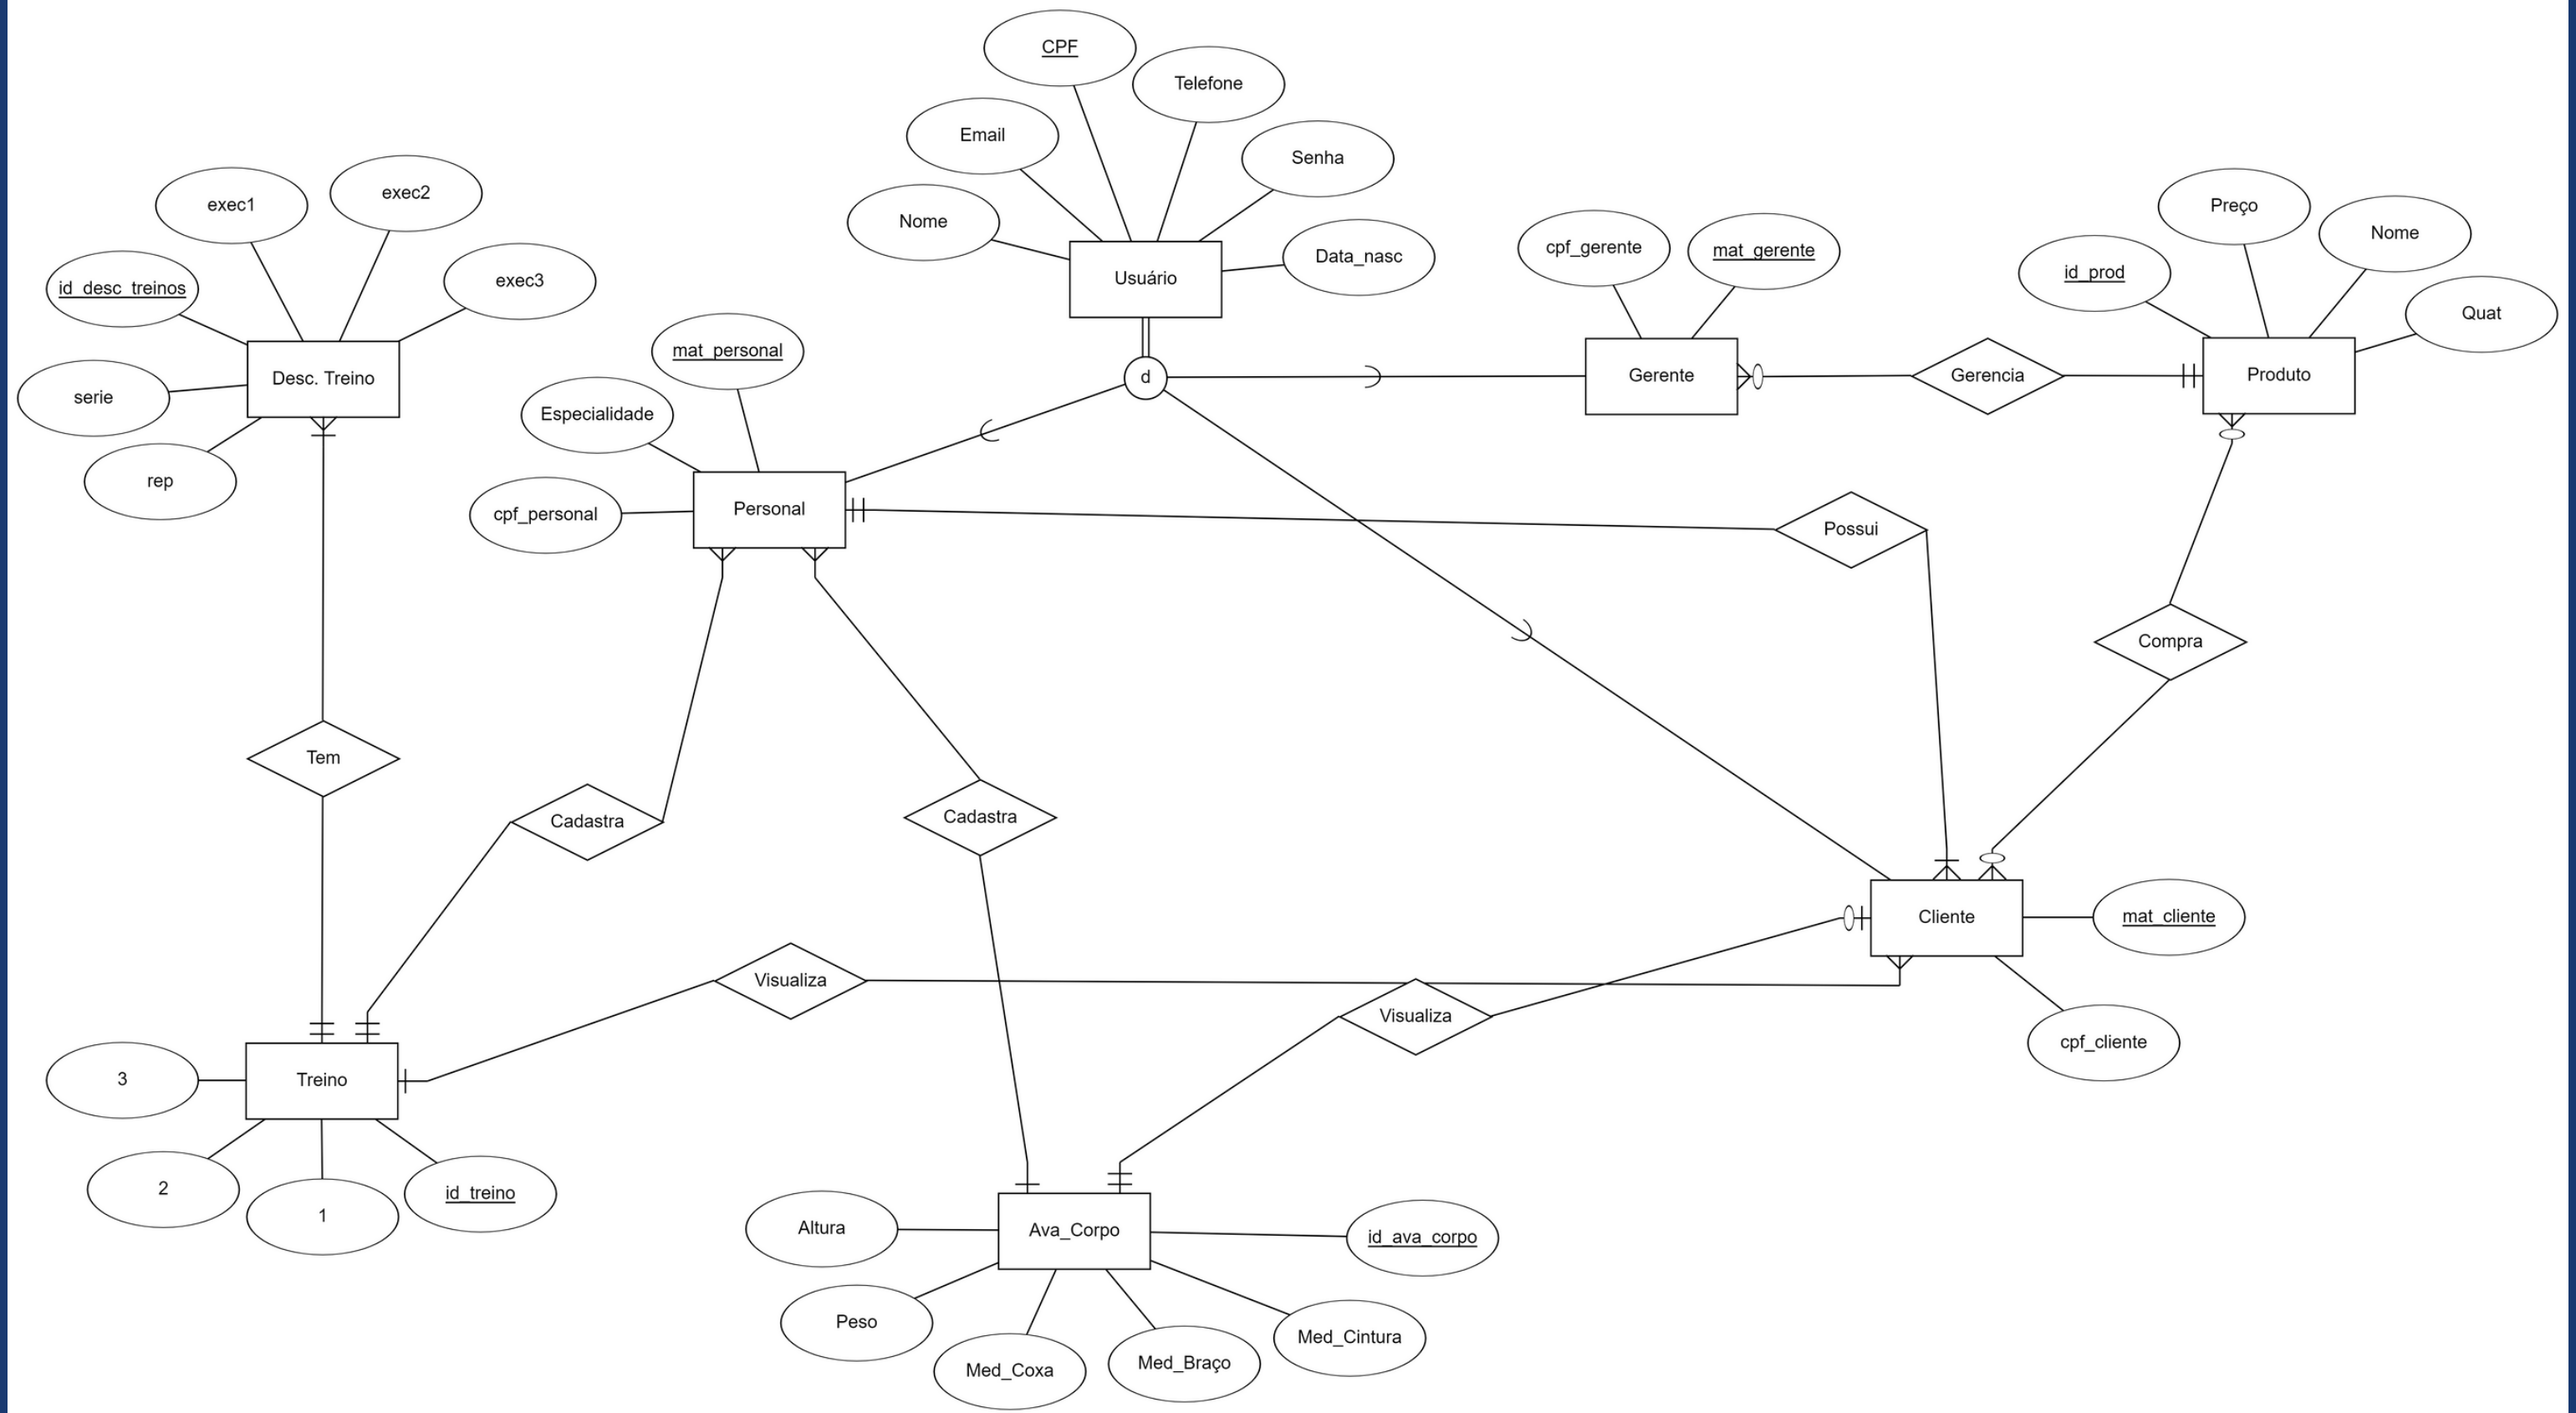 CPF
Telefone
Email
Senha
Nome
Data_nasc
Usuário
exec1
exec2
exec3
id_desc_treinos
Desc. Treino
serie
rep
mat_personal
Especialidade
cpf_personal
Personal
d
cpf_gerente
mat_gerente
Gerente
Gerencia
Preço
Nome
id_prod
Quat
Produto
Possui
Compra
Tem
Cadastra
Cadastra
Visualiza
Visualiza
Cliente
mat_cliente
cpf_cliente
3
Treino
2
1
id_treino
Altura
Ava_Corpo
id_ava_corpo
Peso
Med_Coxa
Med_Braço
Med_Cintura